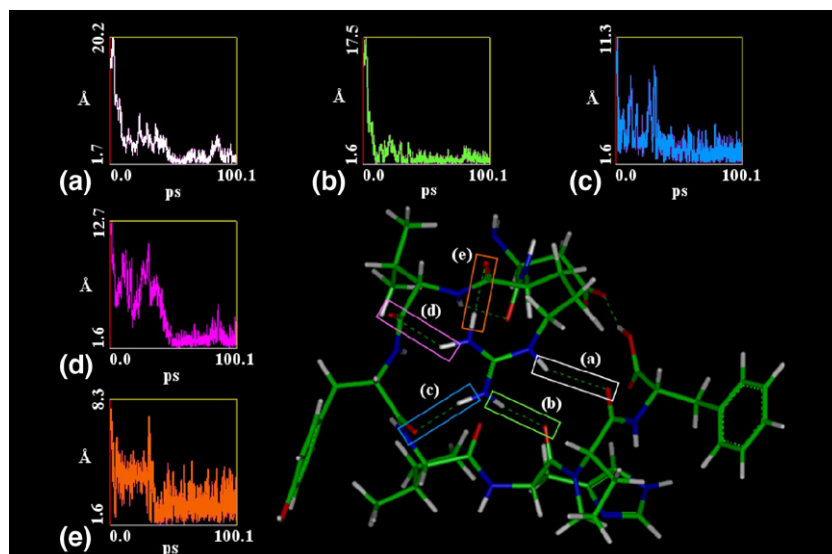 20.2
Å
1.7
0.0
100.1
ps
(a)
17.5
Å
1.6
0.0
100.1
ps
(b)
11.3
Å
1.6
0.0
100.1
ps
(c)
12.7
Å
1.6
0.0
100.1
ps
(d)
8.3
Å
1.6
0.0
100.1
ps
(e)
(e)
(d)
(a)
(c)
(b)